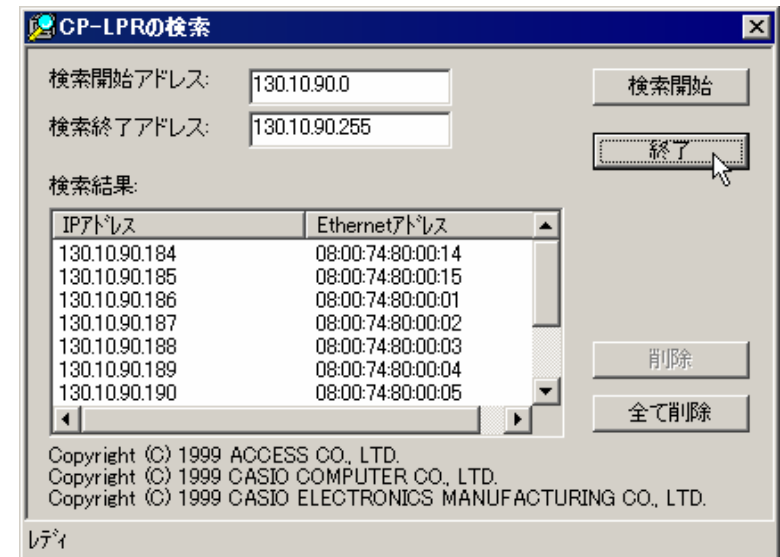 CP-LPRの検索
検索開始アドレス: 130.10.90.0 検索開始
検索終了アドレス: 130.10.90.255
終了
検索結果:
IPｱﾄﾞﾚｽ Ethernetｱﾄﾞﾚｽ
130.10.90.184 08:00:74:80:00:14
130.10.90.185 08:00:74:80:00:15
130.10.90.186 08:00:74:80:00:01
130.10.90.187 08:00:74:80:00:02
130.10.90.188 08:00:74:80:00:03
130.10.90.189 08:00:74:80:00:04
130.10.90.190 08:00:74:80:00:05
削除
全て削除
Copyright (C) 1999 ACCESS CO., LTD.
Copyright (C) 1999 CASIO COMPUTER CO., LTD.
Copyright (C) 1999 CASIO ELECTRONICS MANUFACTURING CO., LTD.
ﾚﾃﾞｨ